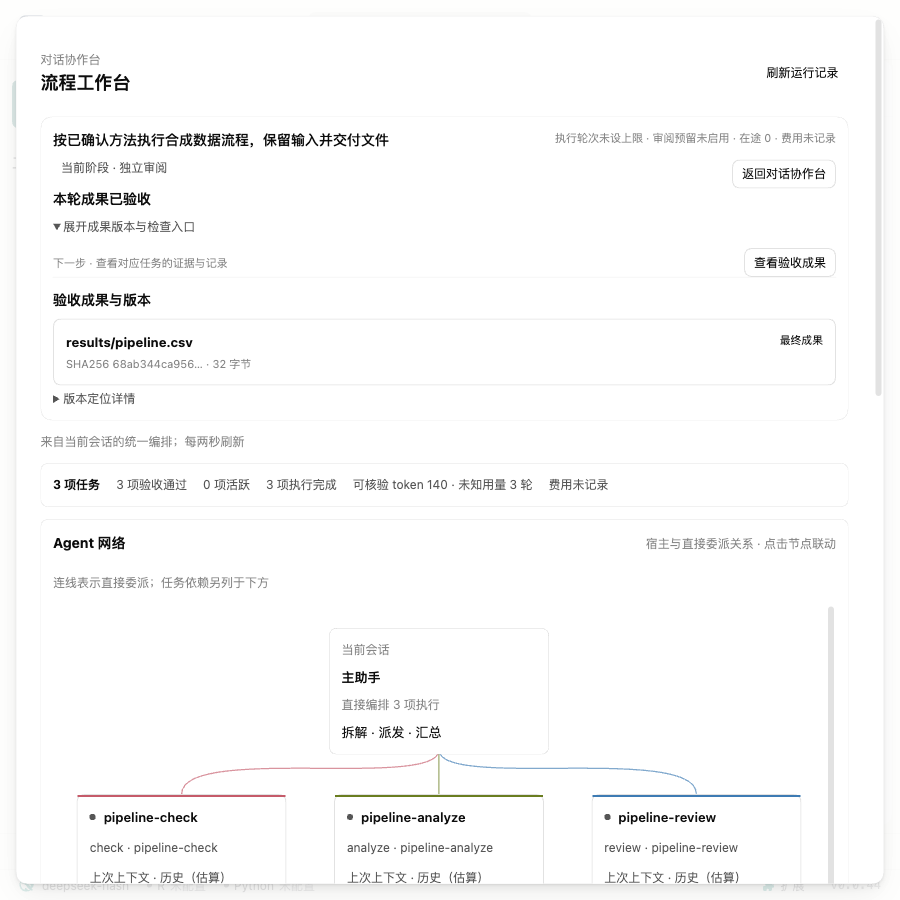 对话协作台
流程工作台
刷新运行记录
按已确认方法执行合成数据流程，保留输入并交付文件
执行轮次未设上限 · 审阅预留未启用 · 在途 0 · 费用未记录
当前阶段 · 独立审阅
返回对话协作台
本轮成果已验收
▼展开成果版本与检查入口
下一步 · 查看对应任务的证据与记录
查看验收成果
验收成果与版本
results/pipeline.csv
最终成果
SHA256 68ab344ca956… · 32 字节
▶ 版本定位详情
来自当前会话的统一编排；每两秒刷新
3 项任务 3 项验收通过 0 项活跃 3 项执行完成 可核验 token 140 · 未知用量 3 轮 费用未记录
Agent 网络
宿主与直接委派关系 · 点击节点联动
连线表示直接委派；任务依赖另列于下方
当前会话
主助手
直接编排 3 项执行
拆解 · 派发 · 汇总
pipeline-check
check · pipeline-check
上次上下文 · 历史（估算）
pipeline-analyze
analyze · pipeline-analyze
上次上下文 · 历史（估算）
pipeline-review
review · pipeline-review
上次上下文 · 历史（估算）